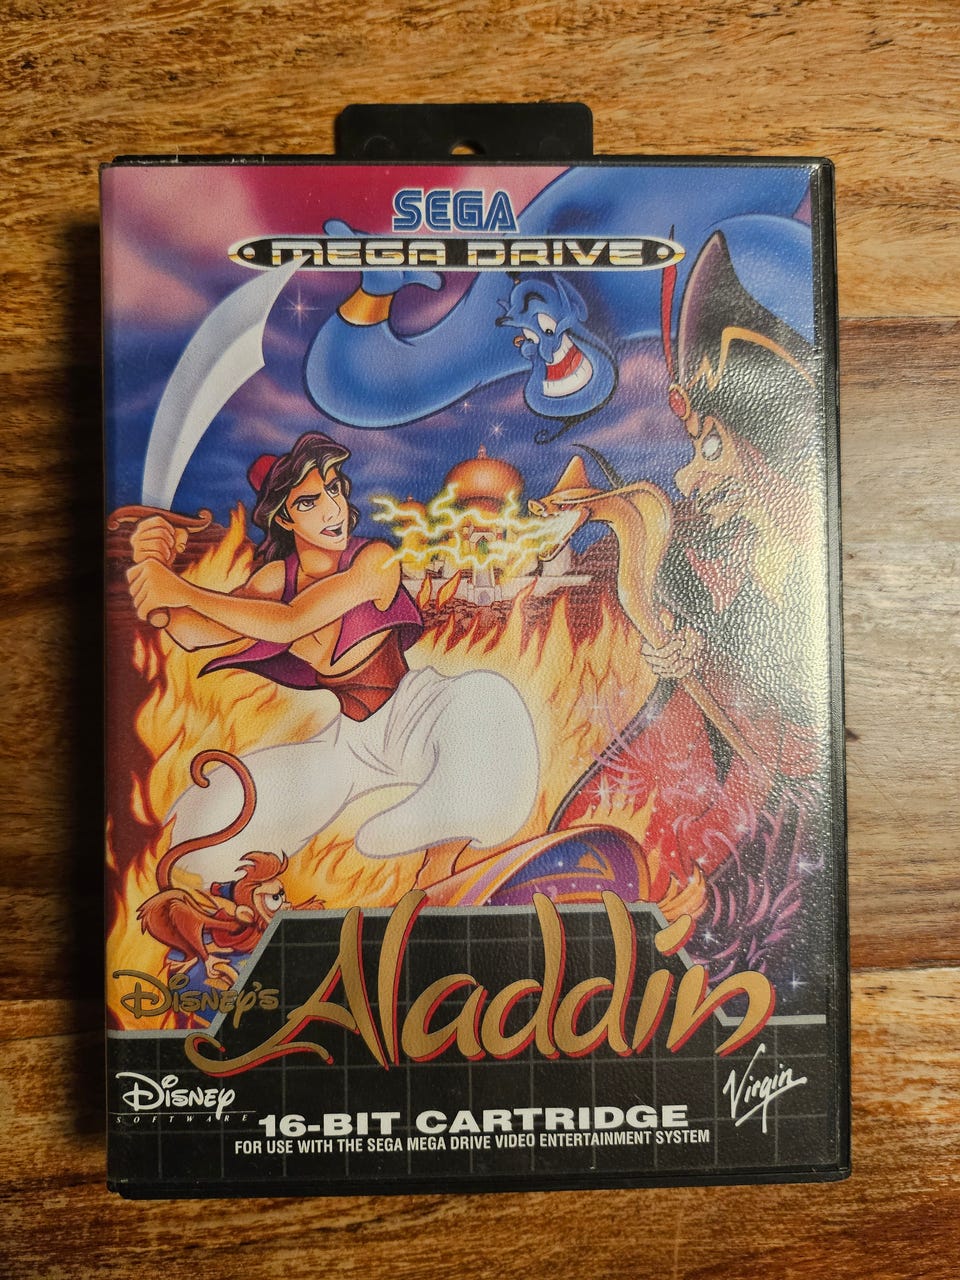 SEGA
MEGA DRIVE
Disney's
Aladdin
Disney
SOFTWARE
Virgin
16-BIT CARTRIDGE
FOR USE WITH THE SEGA MEGA DRIVE VIDEO ENTERTAINMENT SYSTEM